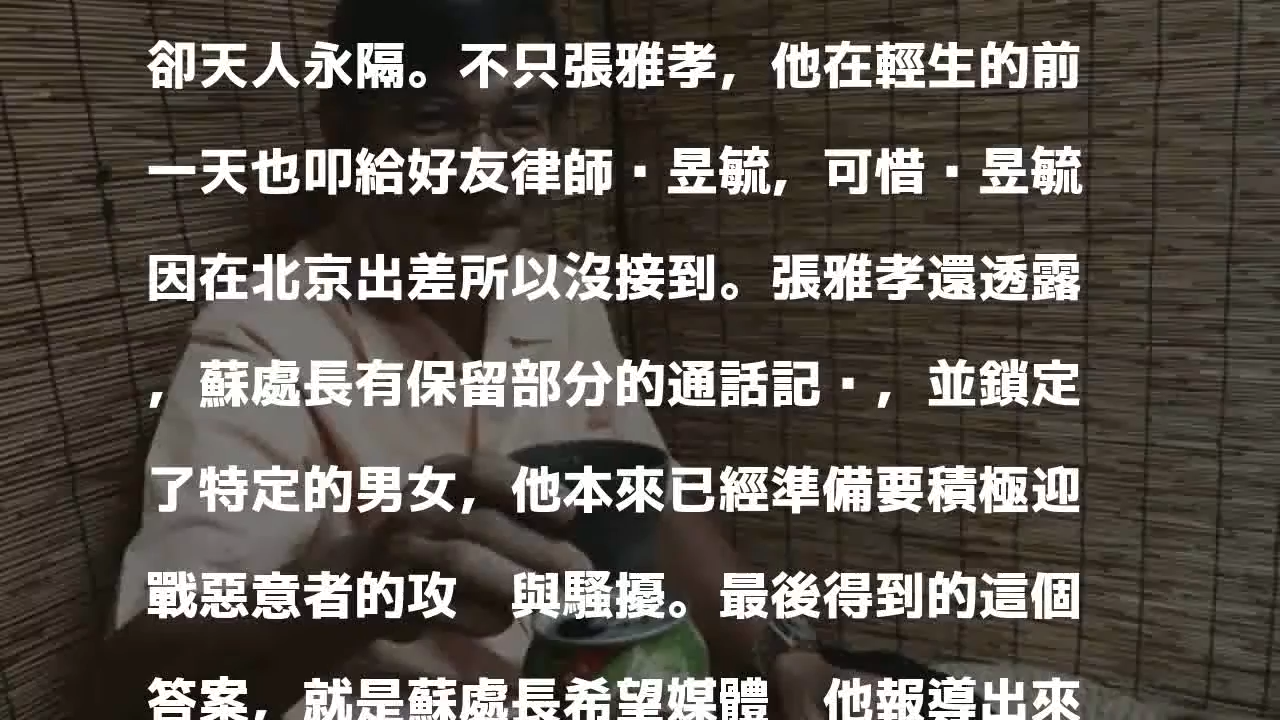 卻天人永隔。不只張雅孝，他在輕生的前
一天也叩給好友律師·昱毓，可惜·昱毓
因在北京出差所以沒接到。張雅孝還透露
，蘇處長有保留部分的通話記·，並鎖定
了特定的男女，他本來已經準備要積極迎
戰惡意者的攻　與騷擾。最後得到的這個
答案，就是蘇處長希望媒體　他報導出來